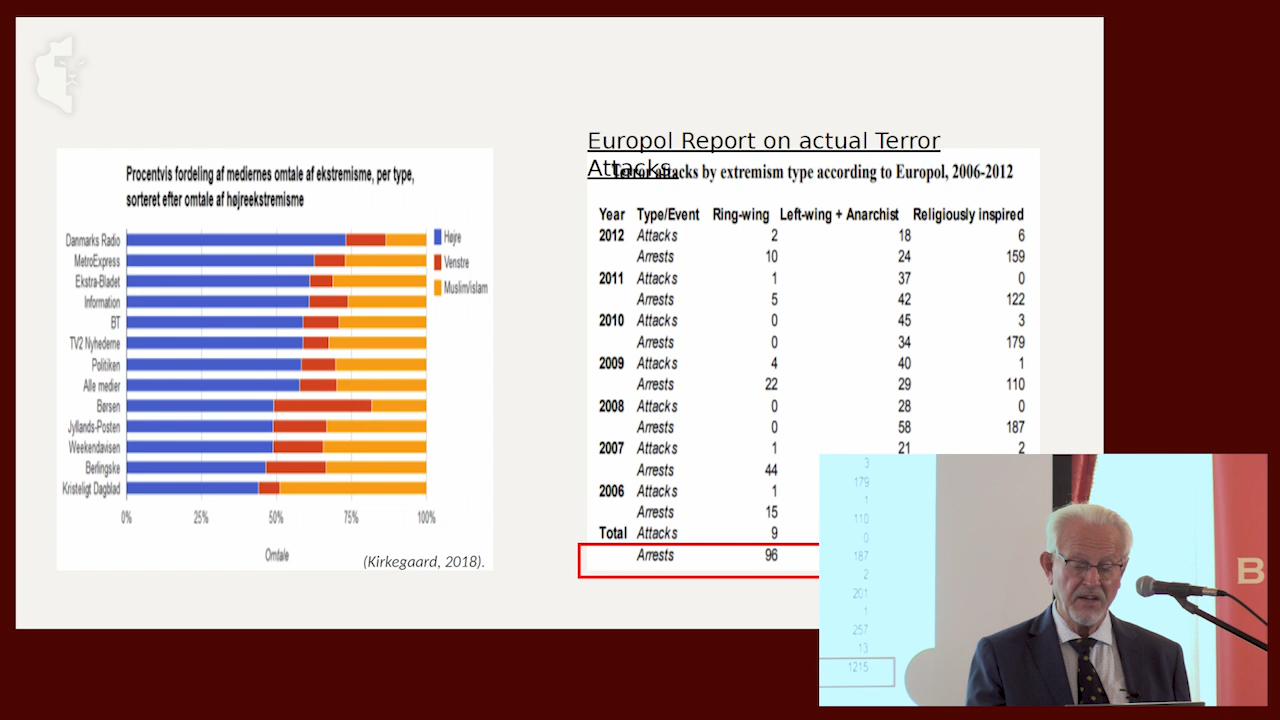 Procentvis fordeling af mediernes omtale af ekstremisme, per type,
sorteret efter omtale af højreekstremisme
Danmarks Radio
MetroExpress
Ekstra-Bladet
Information
BT
TV2 Nyhederne
Politiken
Alle medier
Børsen
Jyllands-Posten
Weekendavisen
Berlingske
Kristeligt Dagblad
0% 25% 50% 75% 100%
Omtale
Højre
Venstre
Muslim/islam
(Kirkegaard, 2018).
Europol Report on actual Terror
Attacks.
Terror attacks by extremism type according to Europol, 2006-2012
Year Type/Event Ring-wing Left-wing + Anarchist Religiously inspired
2012 Attacks 2 18 6
Arrests 10 24 159
2011 Attacks 1 37 0
Arrests 5 42 122
2010 Attacks 0 45 3
Arrests 0 34 179
2009 Attacks 4 40 1
Arrests 22 29 110
2008 Attacks 0 28 0
Arrests 0 58 187
2007 Attacks 1 21 2
Arrests 44
2006 Attacks 1
Arrests 15
Total Attacks 9
Arrests 96
3
179
1
110
0
187
2
201
1
257
13
1215
B